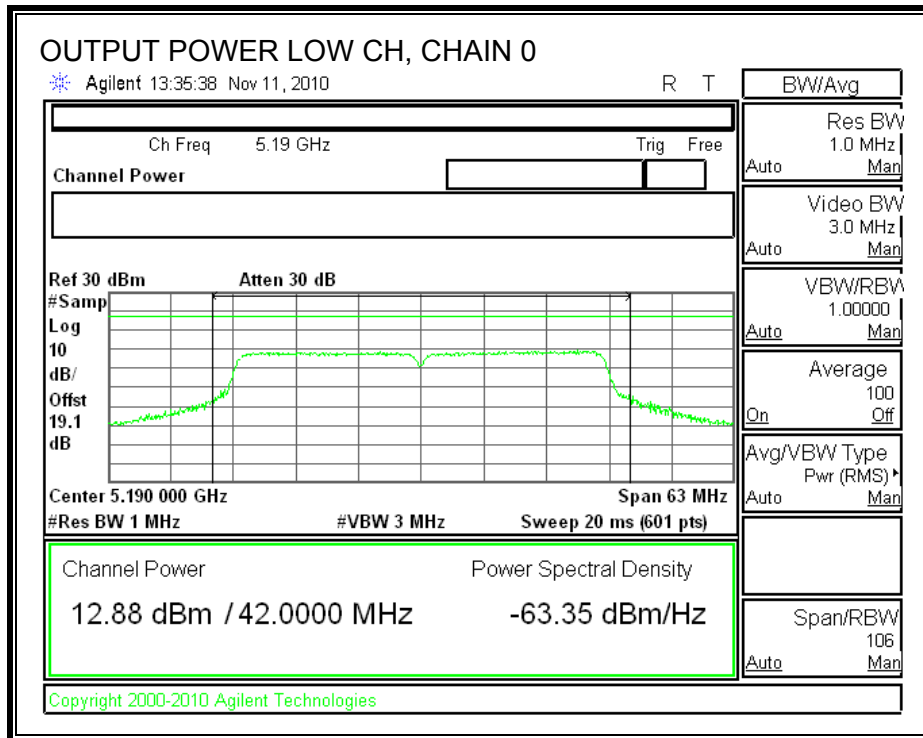 OUTPUT POWER LOW CH, CHAIN 0
Agilent 13:35:38 Nov 11, 2010 R T
Ch Freq 5.19 GHz Trig Free
Channel Power
Ref 30 dBm Atten 30 dB
#Samp
Log
10
dB/
Offst
19.1
dB
Center 5.190 000 GHz Span 63 MHz
#Res BW 1 MHz #VBW 3 MHz Sweep 20 ms (601 pts)
Channel Power Power Spectral Density
12.88 dBm / 42.0000 MHz -63.35 dBm/Hz
Copyright 2000-2010 Agilent Technologies
BW/Avg
Res BW
1.0 MHz
Auto Man
Video BW
3.0 MHz
Auto Man
VBW/RBW
1.00000
Auto Man
Average
100
On Off
Avg/VBW Type
Pwr (RMS)
Auto Man
Span/RBW
106
Auto Man